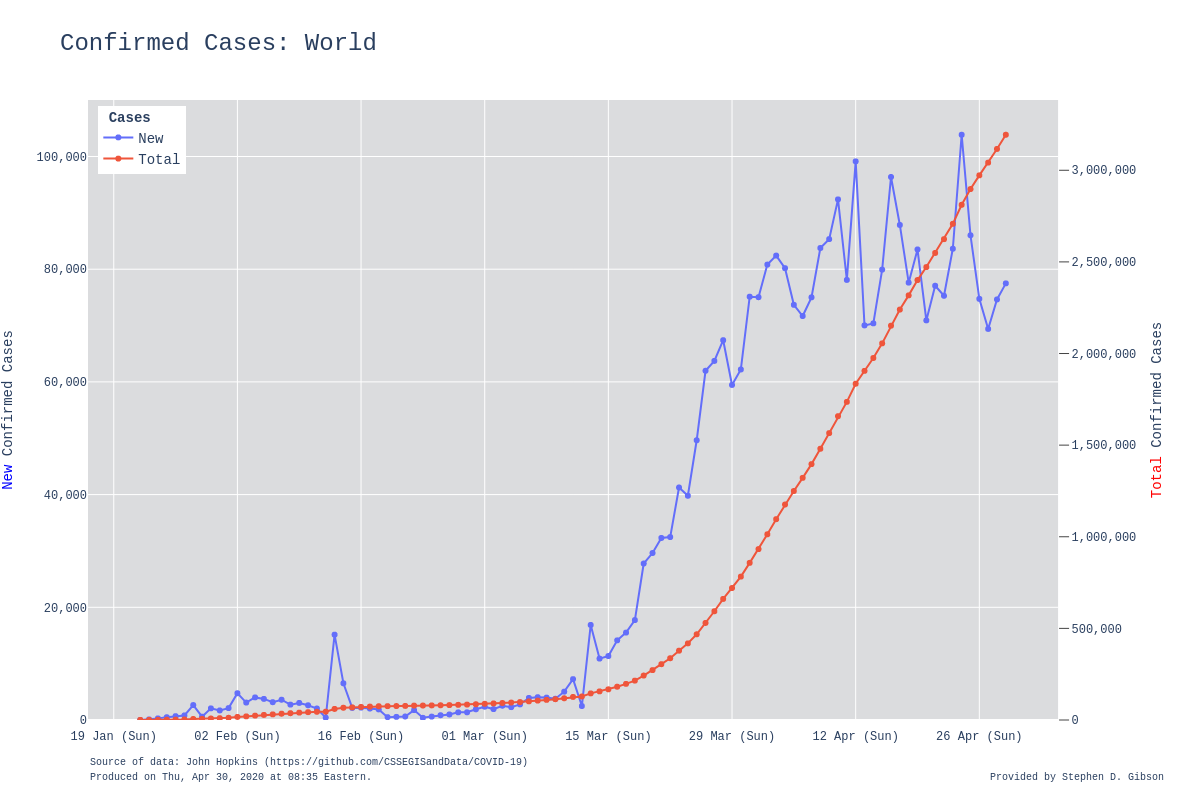 Confirmed Cases: World
Cases
New
Total
100,000
80,000
60,000
40,000
20,000
0
New Confirmed Cases
3,000,000
2,500,000
2,000,000
1,500,000
1,000,000
500,000
0
Total Confirmed Cases
19 Jan (Sun) 02 Feb (Sun) 16 Feb (Sun) 01 Mar (Sun) 15 Mar (Sun) 29 Mar (Sun) 12 Apr (Sun) 26 Apr (Sun)
Source of data: John Hopkins (https://github.com/CSSEGISandData/COVID-19)
Produced on Thu, Apr 30, 2020 at 08:35 Eastern.
Provided by Stephen D. Gibson